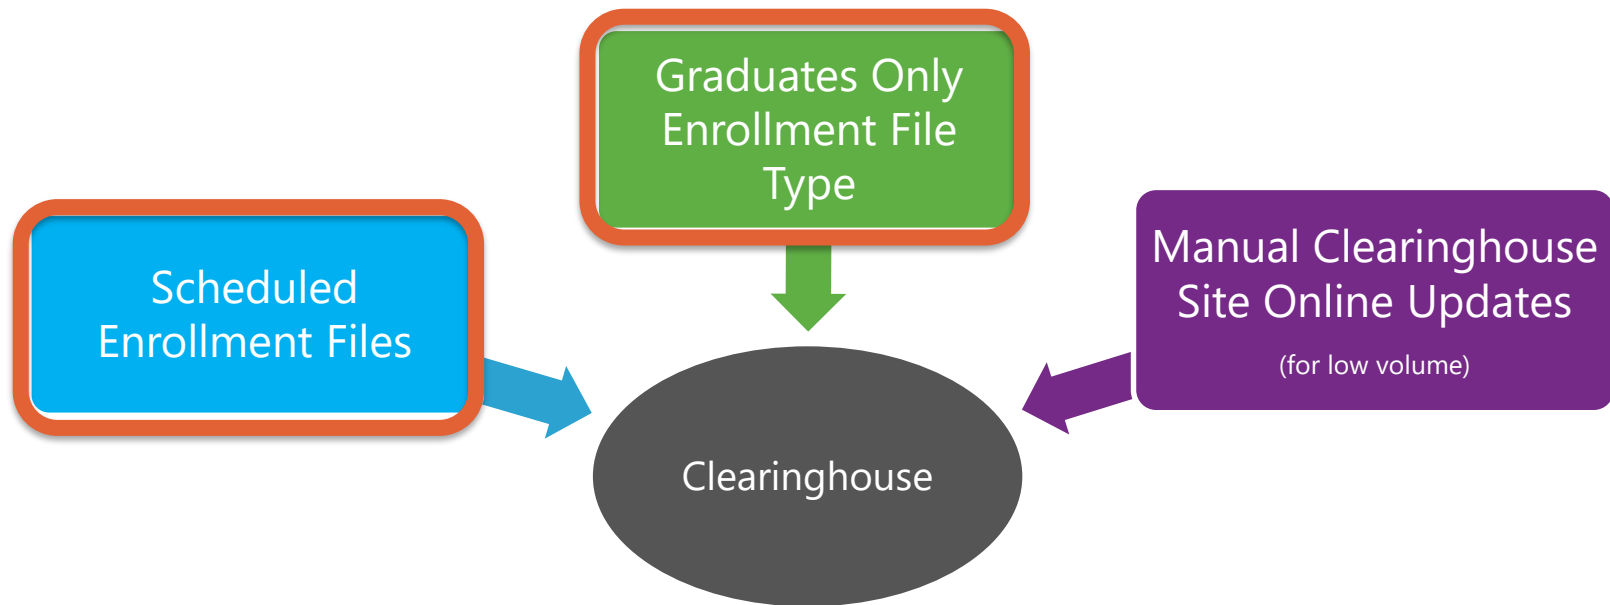 Graduates Only
Enrollment File
Type
Scheduled
Enrollment Files
Manual Clearinghouse
Site Online Updates
(for low volume)
Clearinghouse